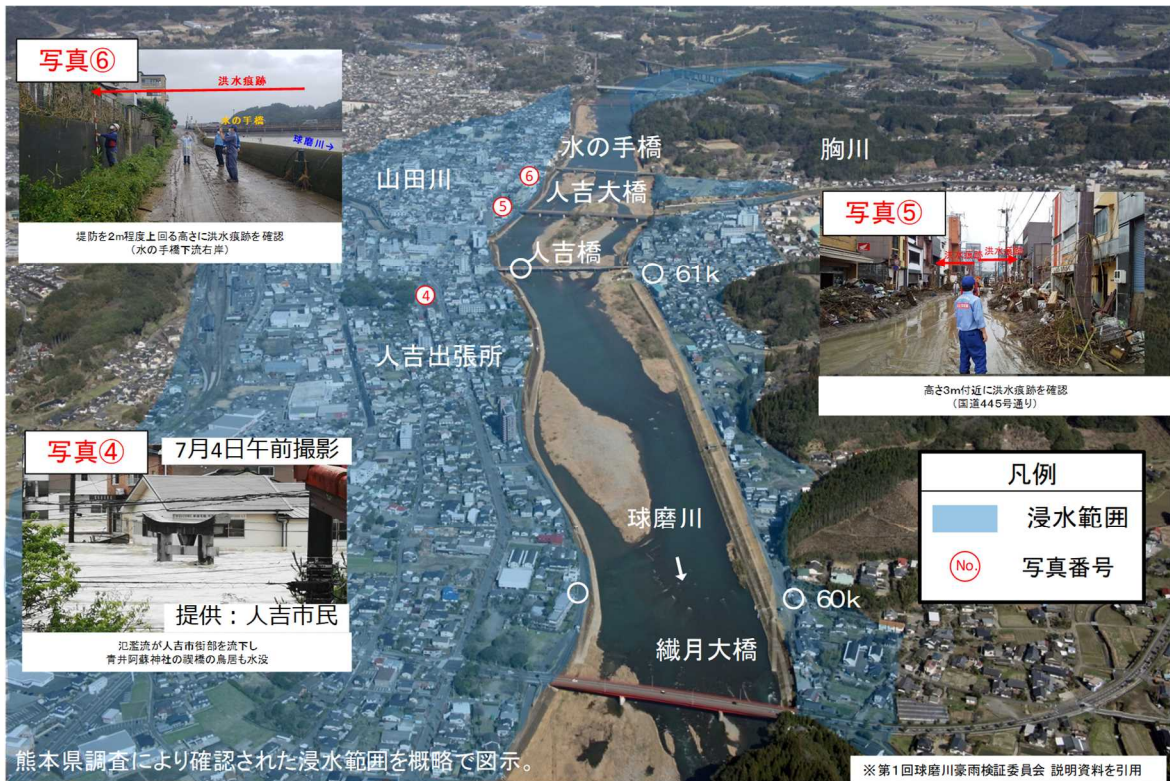 写真⑥
洪水痕跡
水の手橋
球磨川→
堤防を2m程度上回る高さに洪水痕跡を確認
（水の手橋下流右岸）
水の手橋
胸川
山田川
⑥
人吉大橋
⑤
写真⑤
洪水痕跡
洪水痕跡
高さ3m付近に洪水痕跡を確認
（国道445号通り）
人吉橋
61k
④
人吉出張所
写真④
7月4日午前撮影
提供：人吉市民
氾濫流が人吉市街部を流下し
青井阿蘇神社の禊橋の鳥居も水没
凡例
浸水範囲
No.
写真番号
球磨川
60k
繊月大橋
熊本県調査により確認された浸水範囲を概略で図示。
※第1回球磨川豪雨検証委員会 説明資料を引用